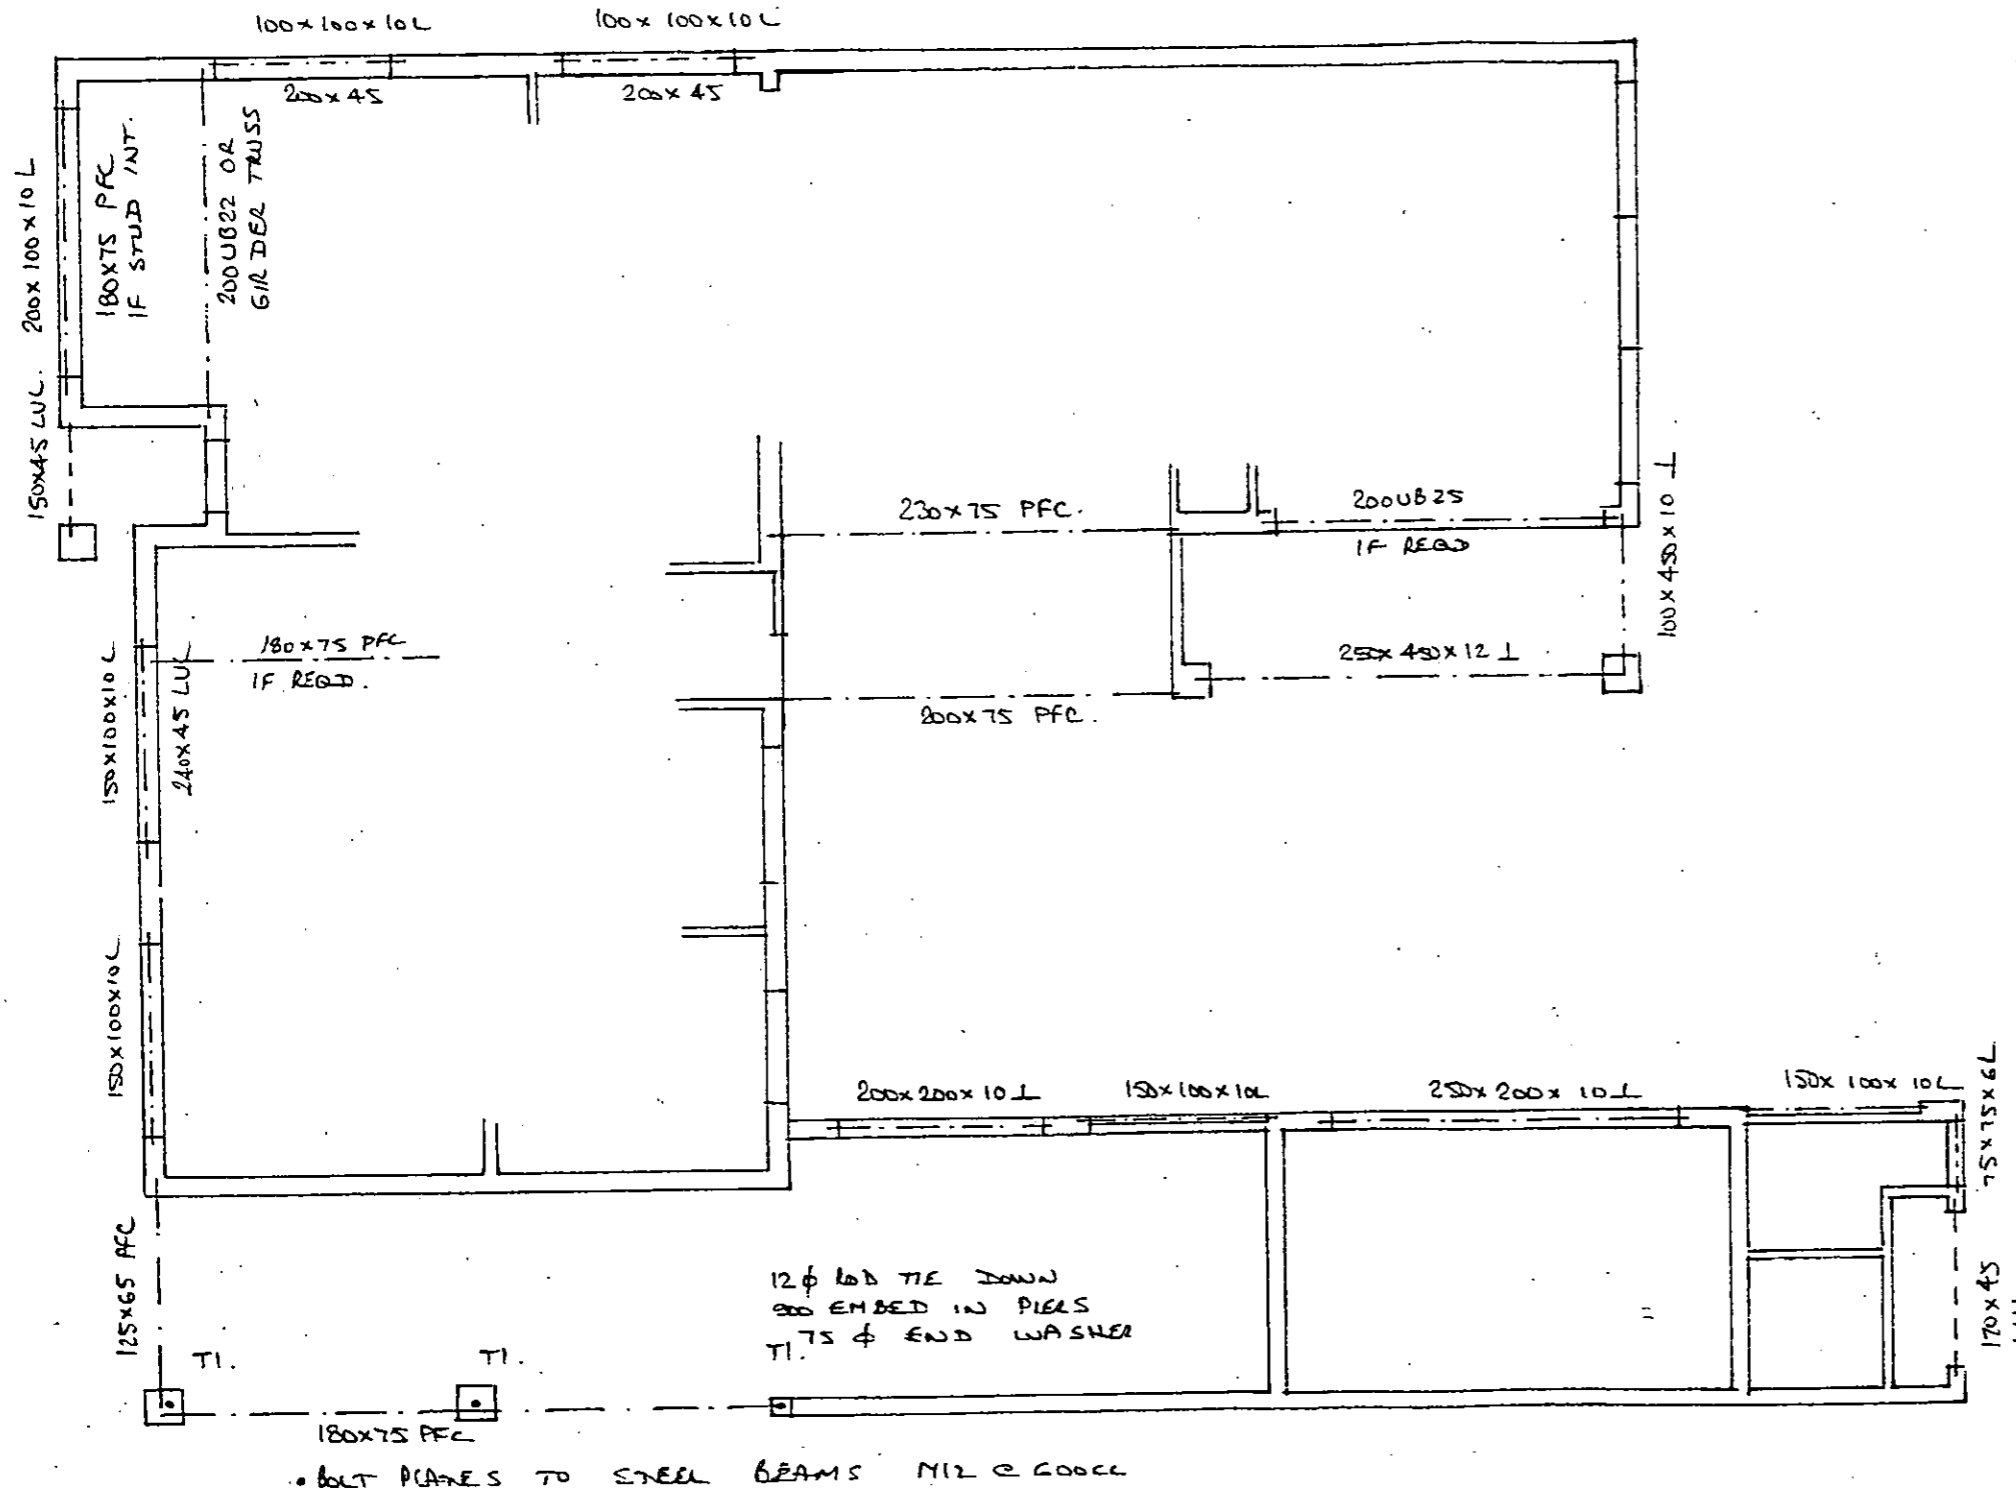 100x100x10L
100x100x10L
200x45
200x45
200x100x10L
180x75 PFC
IF STUD INT.
200UB22 OR
GIRDER TRUSS
150x45 LVL.
230x75 PFC.
200UB25
IF REQD
100x450x10 ⊥
180x75 PFC
IF REQD.
250x450x12 ⊥
200x75 PFC.
150x100x10L
240x45 LVL
150x100x10L
200x200x10⊥
150x100x10L
250x200x10⊥
150x100x10L
75x75x6L
125x65 PFC
12φ ROD TIE DOWN
900 EMBED IN PIERS
75 φ END WASHER
T1.
T1.
T1.
170x45
180x75 PFC
• BOLT PLATES TO STEEL BEAMS M12 @ 600CC